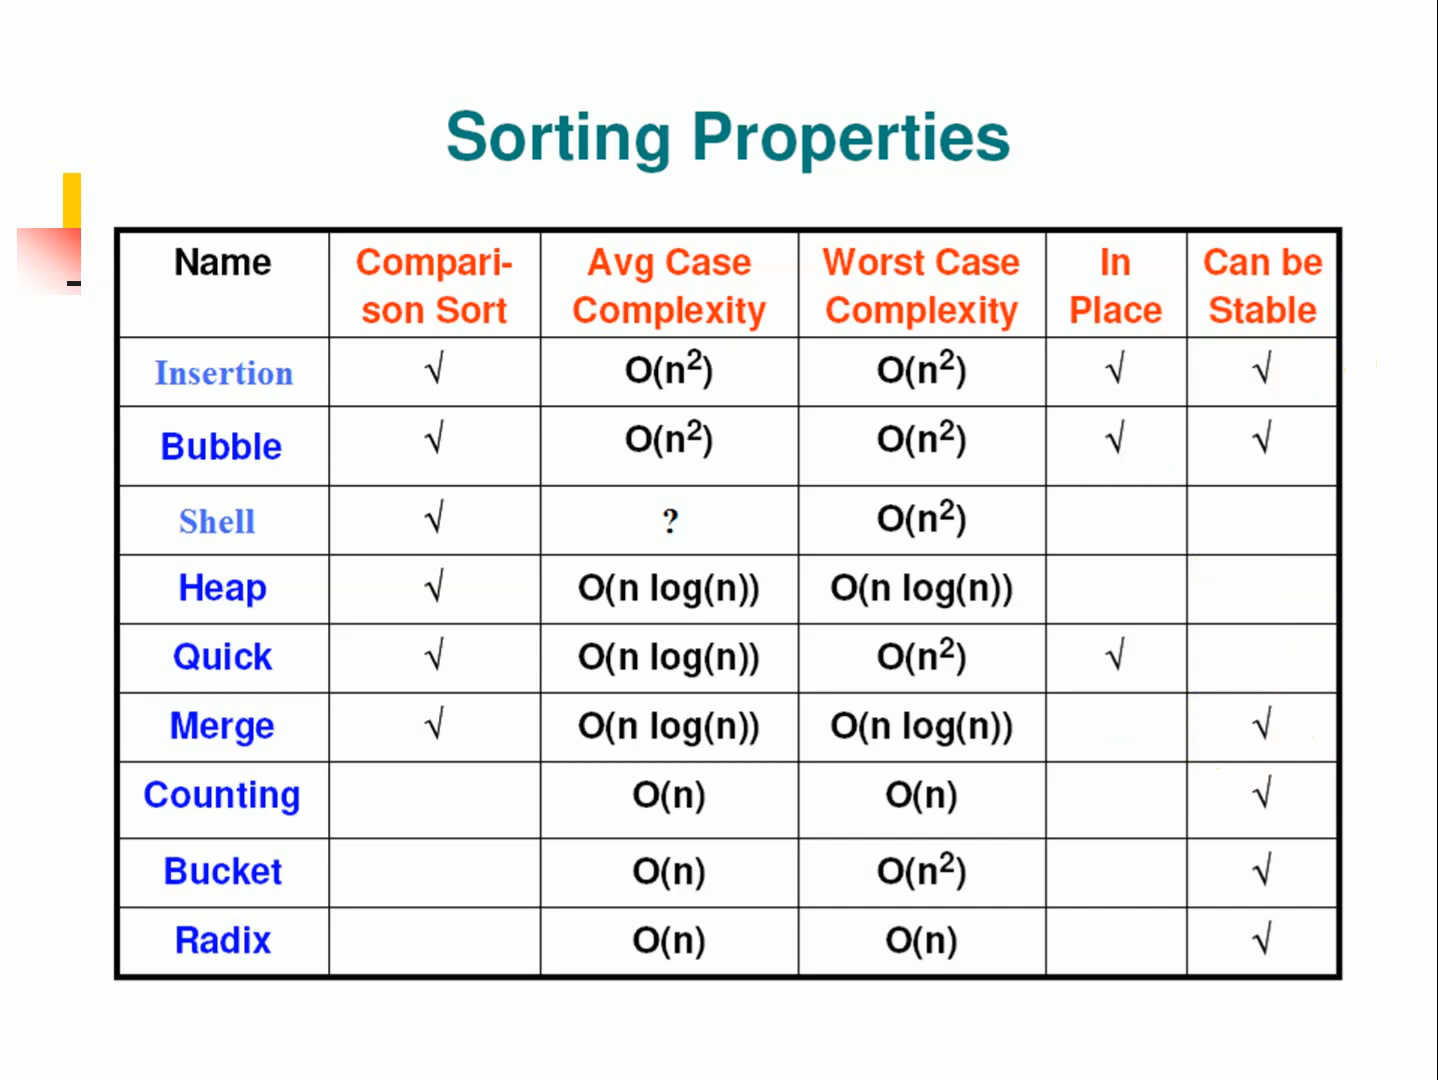 Sorting Properties
Name Compari-son Sort Avg Case Complexity Worst Case Complexity In Place Can be Stable
Insertion √ O(n²) O(n²) √ √
Bubble √ O(n²) O(n²) √ √
Shell √ ? O(n²)
Heap √ O(n log(n)) O(n log(n))
Quick √ O(n log(n)) O(n²) √
Merge √ O(n log(n)) O(n log(n)) √
Counting O(n) O(n) √
Bucket O(n) O(n²) √
Radix O(n) O(n) √